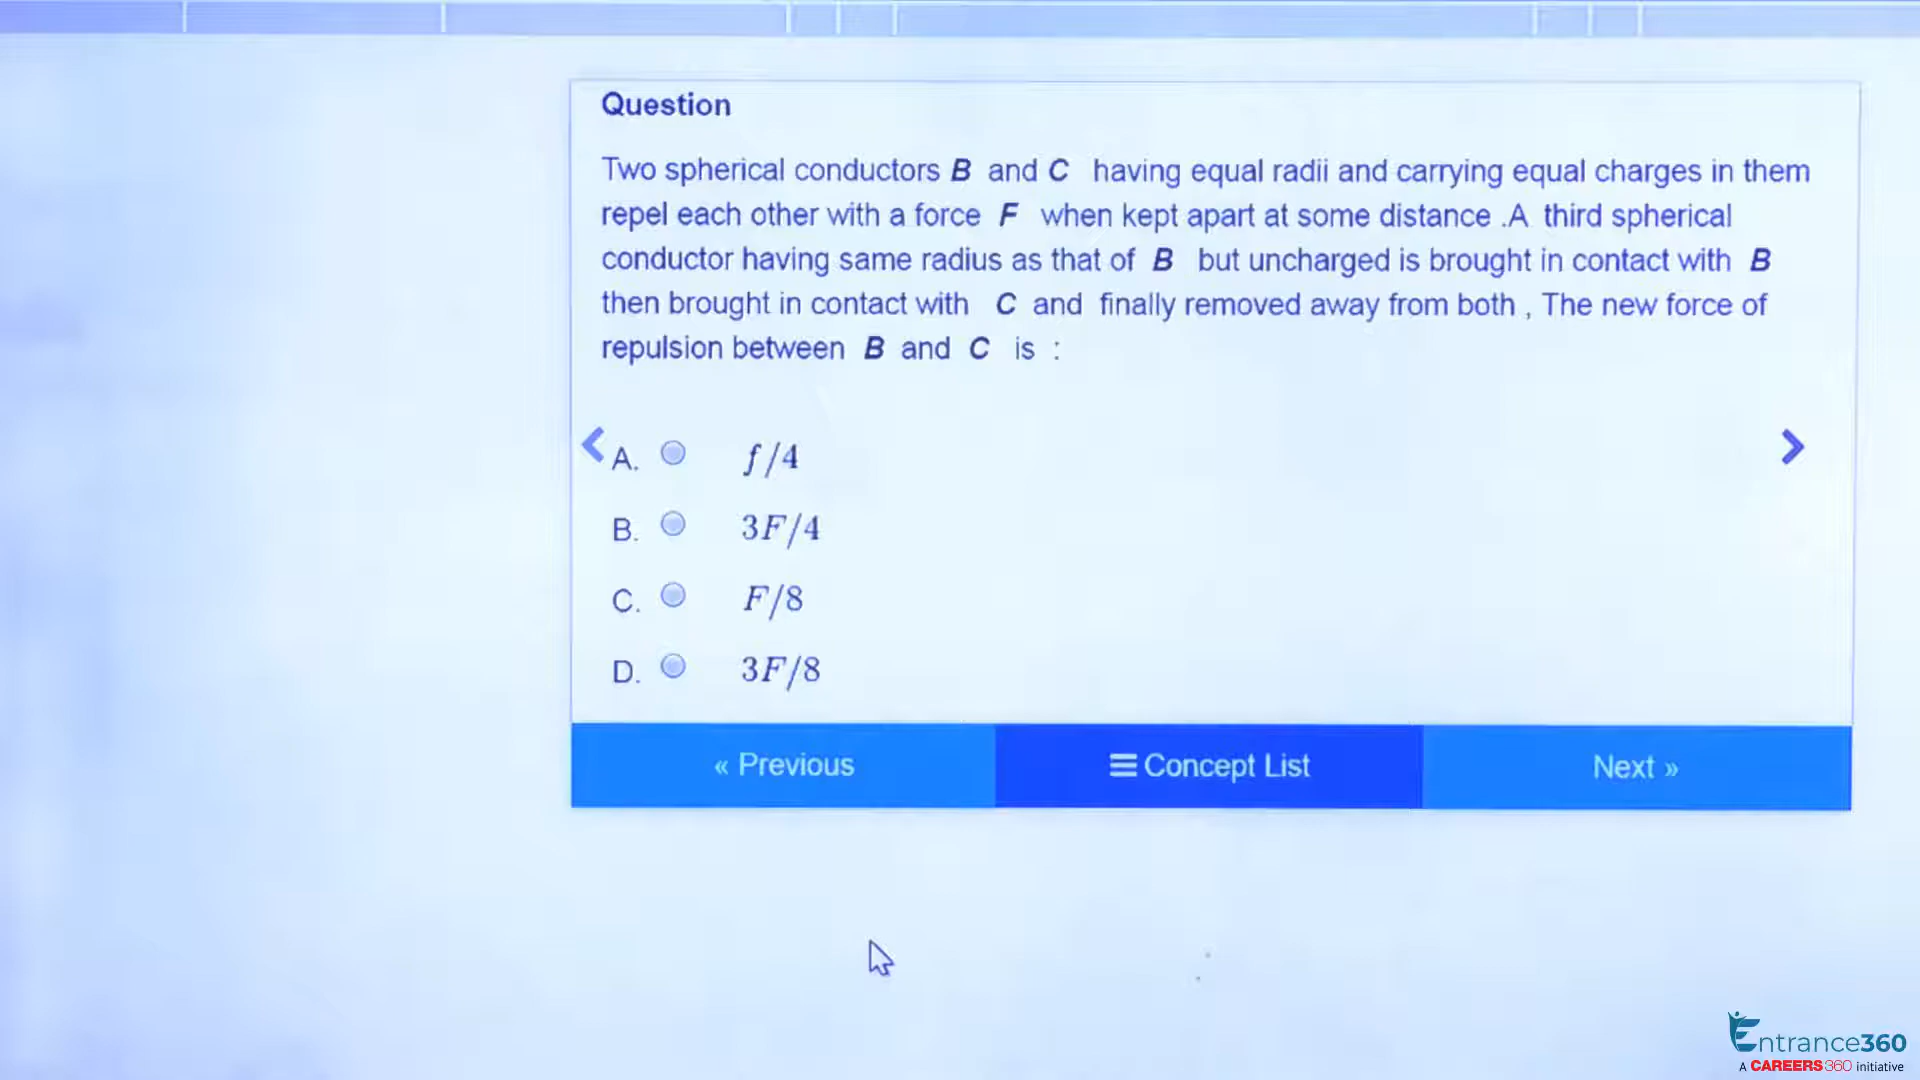 Question
Two spherical conductors B and C having equal radii and carrying equal charges in them
repel each other with a force F when kept apart at some distance .A third spherical
conductor having same radius as that of B but uncharged is brought in contact with B
then brought in contact with C and finally removed away from both , The new force of
repulsion between B and C is :
A. f/4
B. 3F/4
C. F/8
D. 3F/8
« Previous
Concept List
Next »
Entrance360
A CAREERS360 initiative